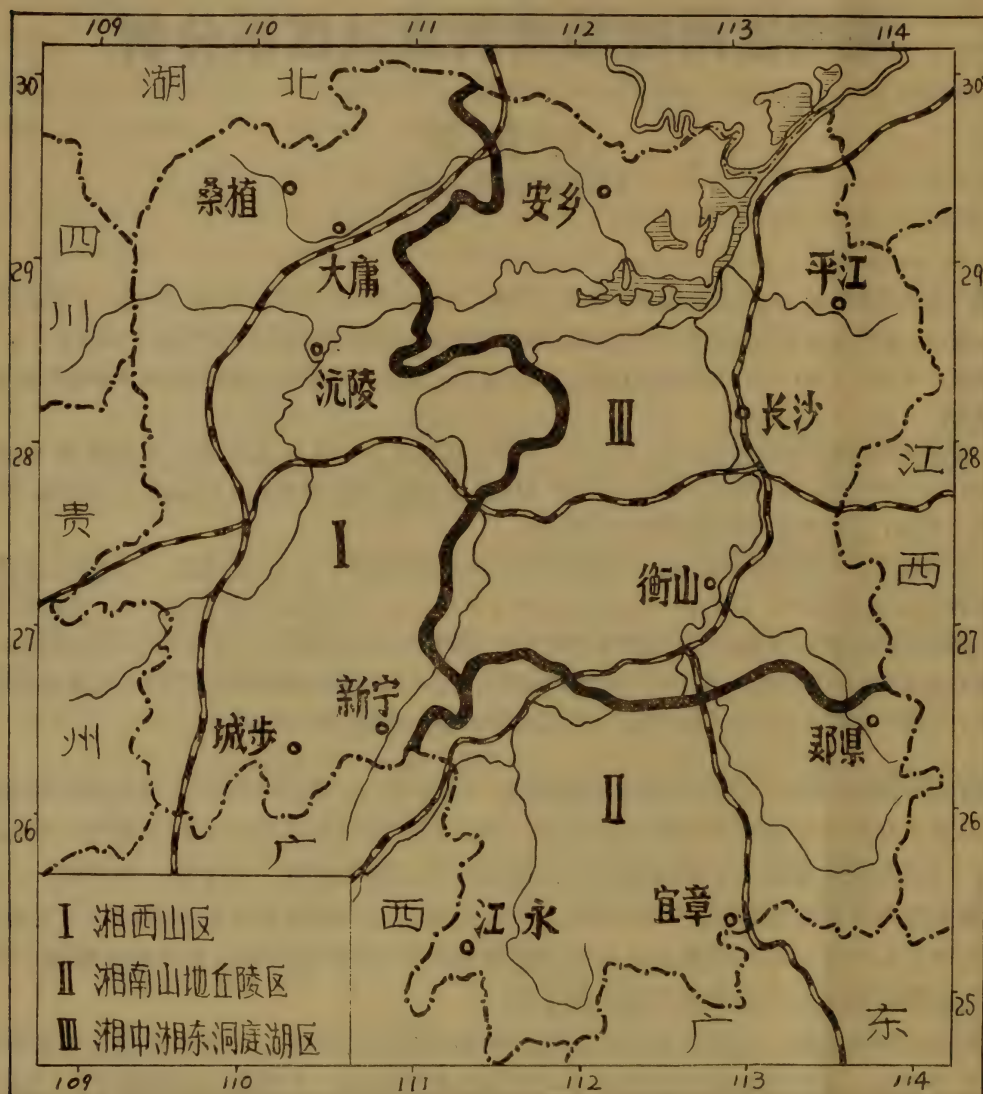 109 110 111 112 113 114
30 湖 北 30
桑植 安乡
四
29 大庸 29
平江
川
沅陵
Ⅲ 长沙
28 江 28
贵
Ⅰ 西
衡山
27 27
新宁
州 城步 酃県
Ⅱ
26 广 26
Ⅰ 湘西山区 西 江永 宜章
Ⅱ 湘南山地丘陵区
25
Ⅲ 湘中湘东洞庭湖区 广 东
109 110 111 112 113 114